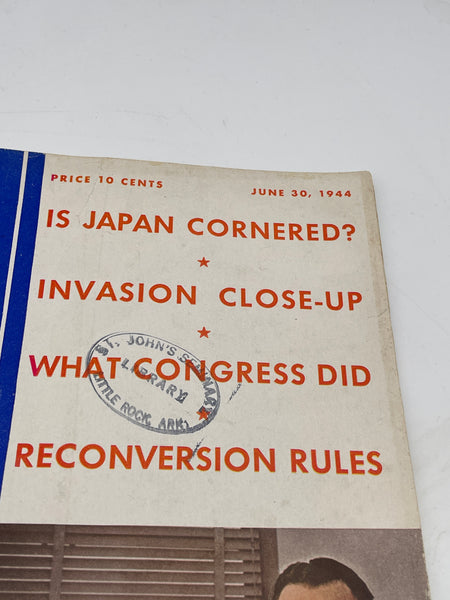 PRICE 10 CENTS
JUNE 30, 1944
IS JAPAN CORNERED?
INVASION CLOSE-UP
WHAT CONGRESS DID
RECONVERSION RULES
ST. JOHN'S SEMINARY
LIBRARY
LITTLE ROCK, ARK.